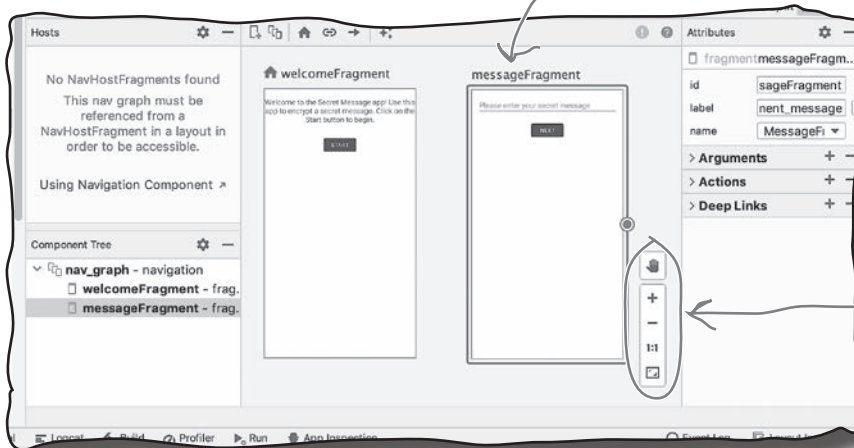 Hosts
Attributes
fragment messageFragm...
No NavHostFragments found
This nav graph must be
referenced from a
NavHostFragment in a layout in
order to be accessible.
Using Navigation Component
welcomeFragment
Welcome to the Secret Message app! Use this
app to encrypt a secret message. Click on the
Start button to begin.
START
messageFragment
Please enter your secret message
NEXT
id
sageFragment
label
nent_message
name
MessageFi
> Arguments
> Actions
> Deep Links
Component Tree
nav_graph - navigation
welcomeFragment - frag.
messageFragment - frag.
1:1
Logcat
Build
Profiler
Run
App Inspection
Event Log